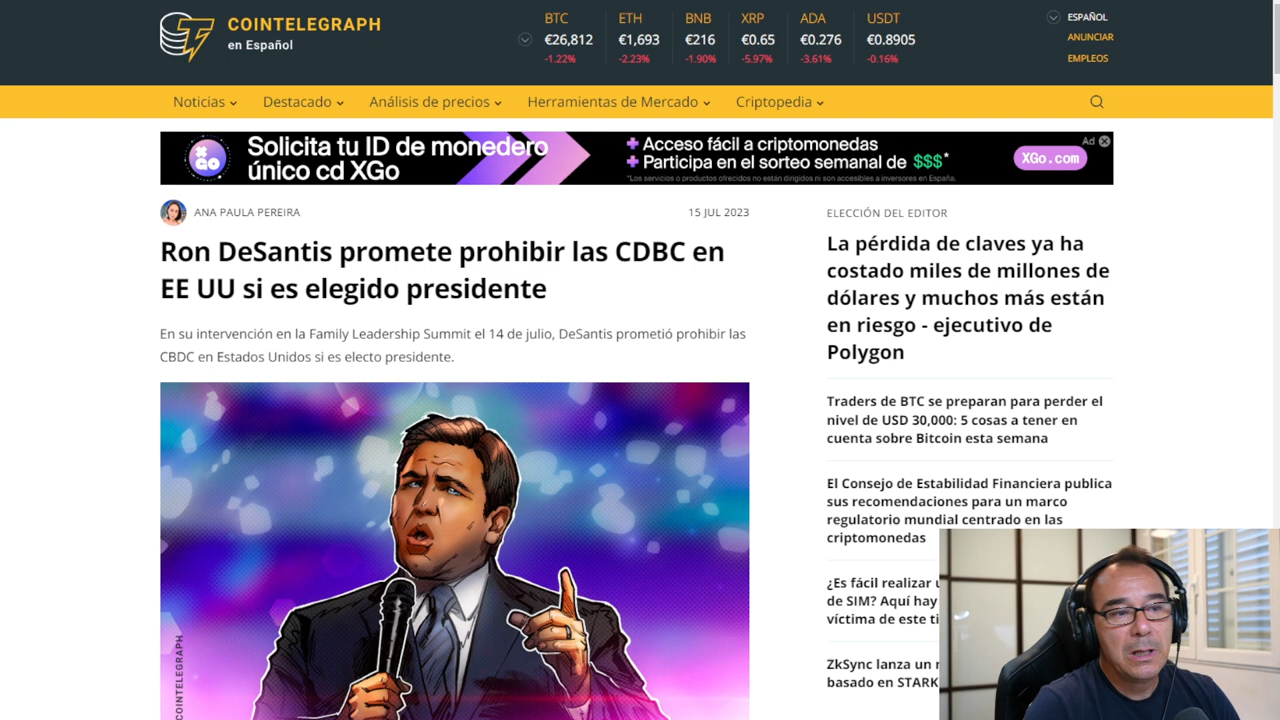 COINTELEGRAPH
en Español
BTC
€26,812
-1.22%
ETH
€1,693
-2.23%
BNB
€216
-1.90%
XRP
€0.65
-5.97%
ADA
€0.276
-3.61%
USDT
€0.8905
-0.16%
ESPAÑOL
ANUNCIAR
EMPLEOS
Noticias
Destacado
Análisis de precios
Herramientas de Mercado
Criptopedia
XGO
Solicita tu ID de monedero
único cd XGo
+ Acceso fácil a criptomonedas
+ Participa en el sorteo semanal de $$$*
*Los servicios o productos ofrecidos no están dirigidos ni son accesibles a inversores en España.
XGo.com
Ad
ANA PAULA PEREIRA
15 JUL 2023
Ron DeSantis promete prohibir las CDBC en
EE UU si es elegido presidente
En su intervención en la Family Leadership Summit el 14 de julio, DeSantis prometió prohibir las
CBDC en Estados Unidos si es electo presidente.
COINTELEGRAPH
ELECCIÓN DEL EDITOR
La pérdida de claves ya ha
costado miles de millones de
dólares y muchos más están
en riesgo - ejecutivo de
Polygon
Traders de BTC se preparan para perder el
nivel de USD 30,000: 5 cosas a tener en
cuenta sobre Bitcoin esta semana
El Consejo de Estabilidad Financiera publica
sus recomendaciones para un marco
regulatorio mundial centrado en las
criptomonedas
¿Es fácil realizar
de SIM? Aquí hay
víctima de este
ZkSync lanza un
basado en STARK